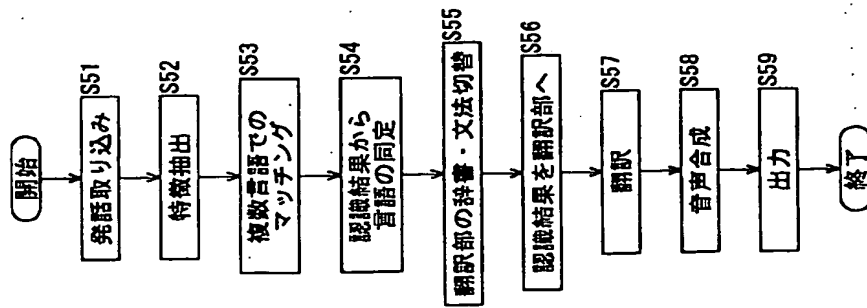 開始
S51
発話取り込み
S52
特徴抽出
S53
複数言語での
マッチング
S54
認識結果から
言語の同定
S55
翻訳部の辞書・文法切替
S56
認識結果を翻訳部へ
S57
翻訳
S58
音声合成
S59
出力
終了